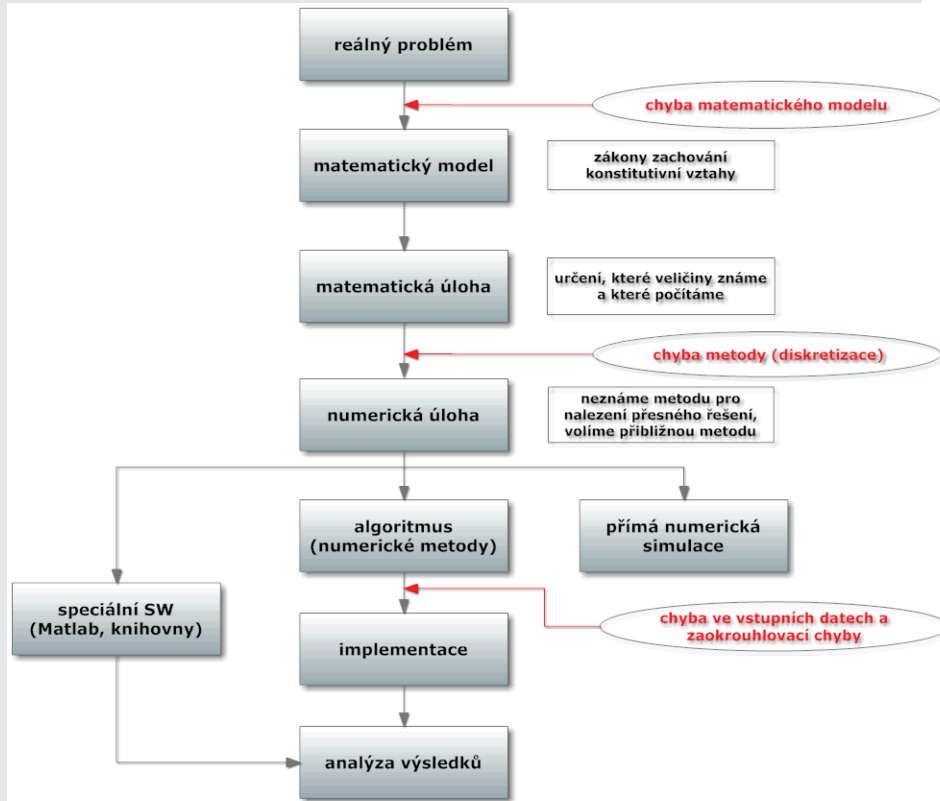 reálný problém
chyba matematického modelu
matematický model
zákony zachování
konstitutivní vztahy
matematická úloha
určení, které veličiny známe
a které počítáme
chyba metody (diskretizace)
numerická úloha
neznáme metodu pro
nalezení přesného řešení,
volíme přibližnou metodu
algoritmus
(numerické metody)
přímá numerická
simulace
speciální SW
(Matlab, knihovny)
chyba ve vstupních datech a
zaokrouhlovací chyby
implementace
analýza výsledků